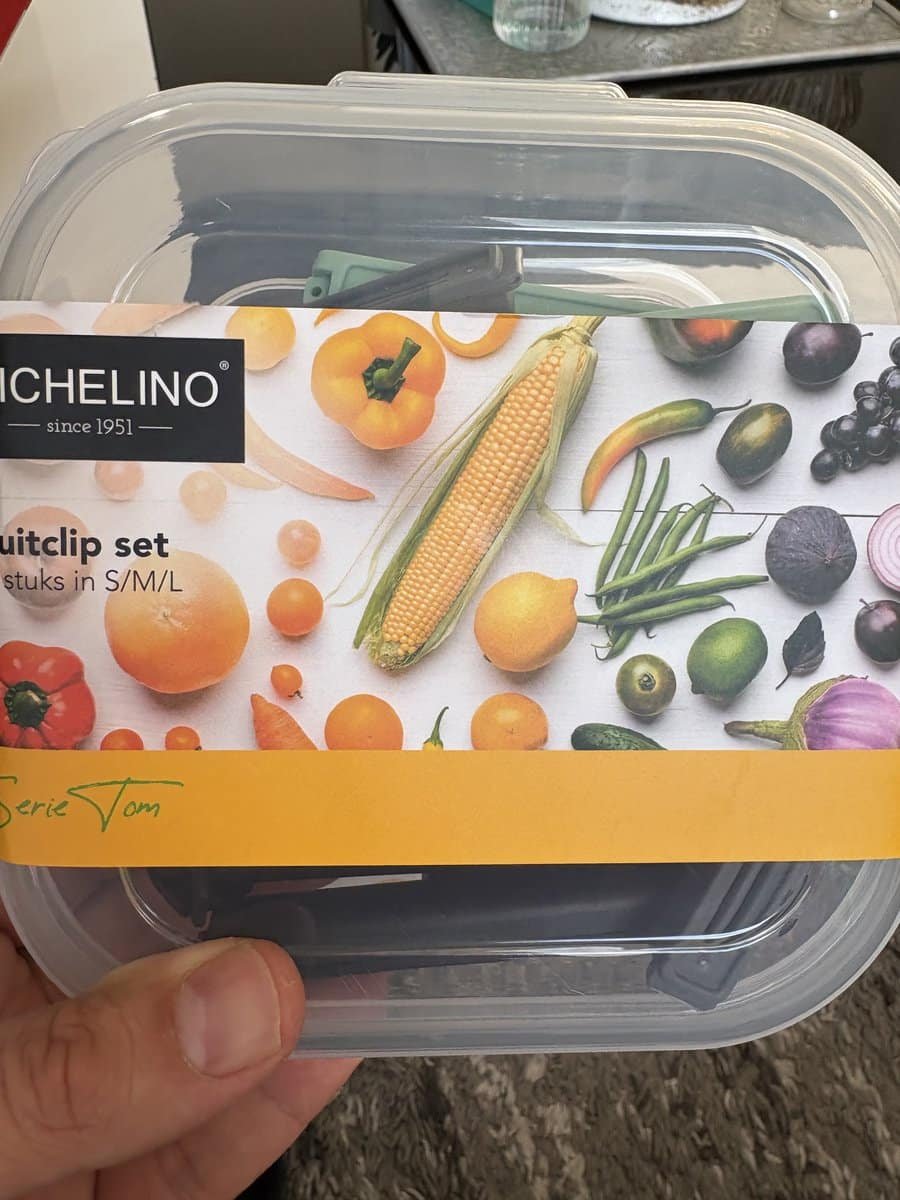 ICHELINO®
since 1951
uitclip set
stuks in S/M/L
Serie Tom